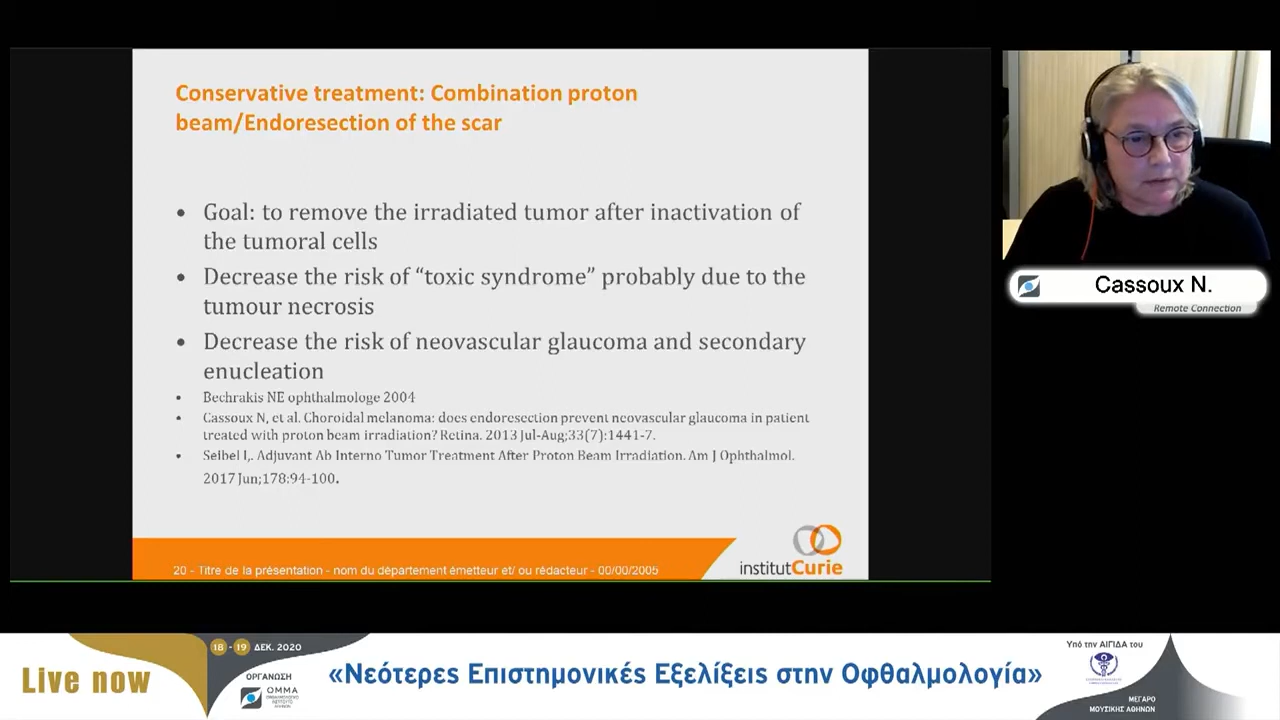 Conservative treatment: Combination proton
beam/Endoresection of the scar
• Goal: to remove the irradiated tumor after inactivation of
the tumoral cells
• Decrease the risk of “toxic syndrome” probably due to the
tumour necrosis
• Decrease the risk of neovascular glaucoma and secondary
enucleation
• Bechrakis NE ophthalmologe 2004
• Cassoux N, et al. Choroidal melanoma: does endoresection prevent neovascular glaucoma in patient
treated with proton beam irradiation? Retina. 2013 Jul-Aug;33(7):1441-7.
• Seibel I,. Adjuvant Ab Interno Tumor Treatment After Proton Beam Irradiation. Am J Ophthalmol.
2017 Jun;178:94-100.
20 - Titre de la présentation - nom du département émetteur et/ ou rédacteur - 00/00/2005
institutCurie
Cassoux N.
Remote Connection
Live now
18 - 19 ΔΕΚ. 2020
ΟΡΓΑΝΩΣΗ
ΟΜΜΑ
«Νεότερες Επιστημονικές Εξελίξεις στην Οφθαλμολογία»
Υπό την ΑΙΓΙΔΑ του
ΜΕΓΑΡΟ
ΜΟΥΣΙΚΗΣ ΑΘΗΝΩΝ